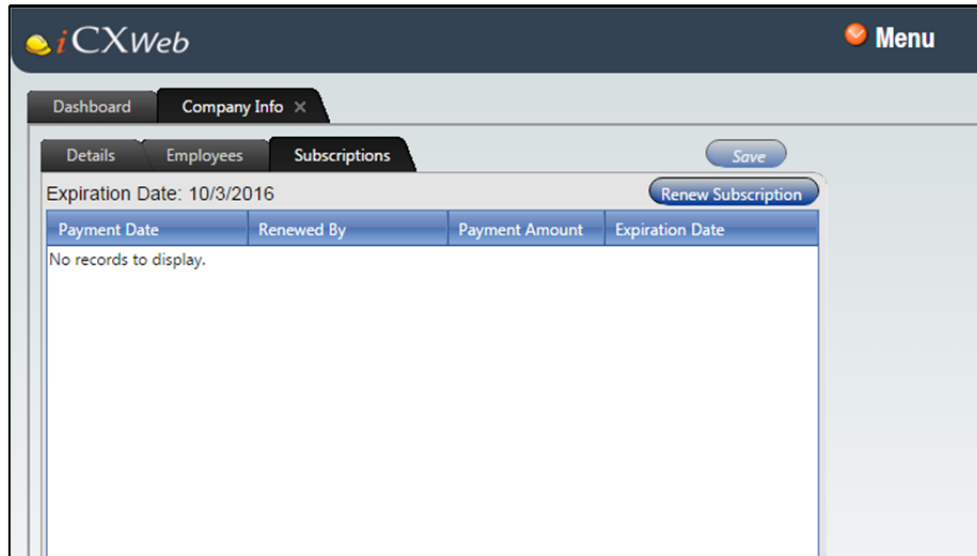 iCXWeb
Menu
Dashboard Company Info
Details Employees Subscriptions Save
Expiration Date: 10/3/2016 Renew Subscription
Payment Date Renewed By Payment Amount Expiration Date
No records to display.